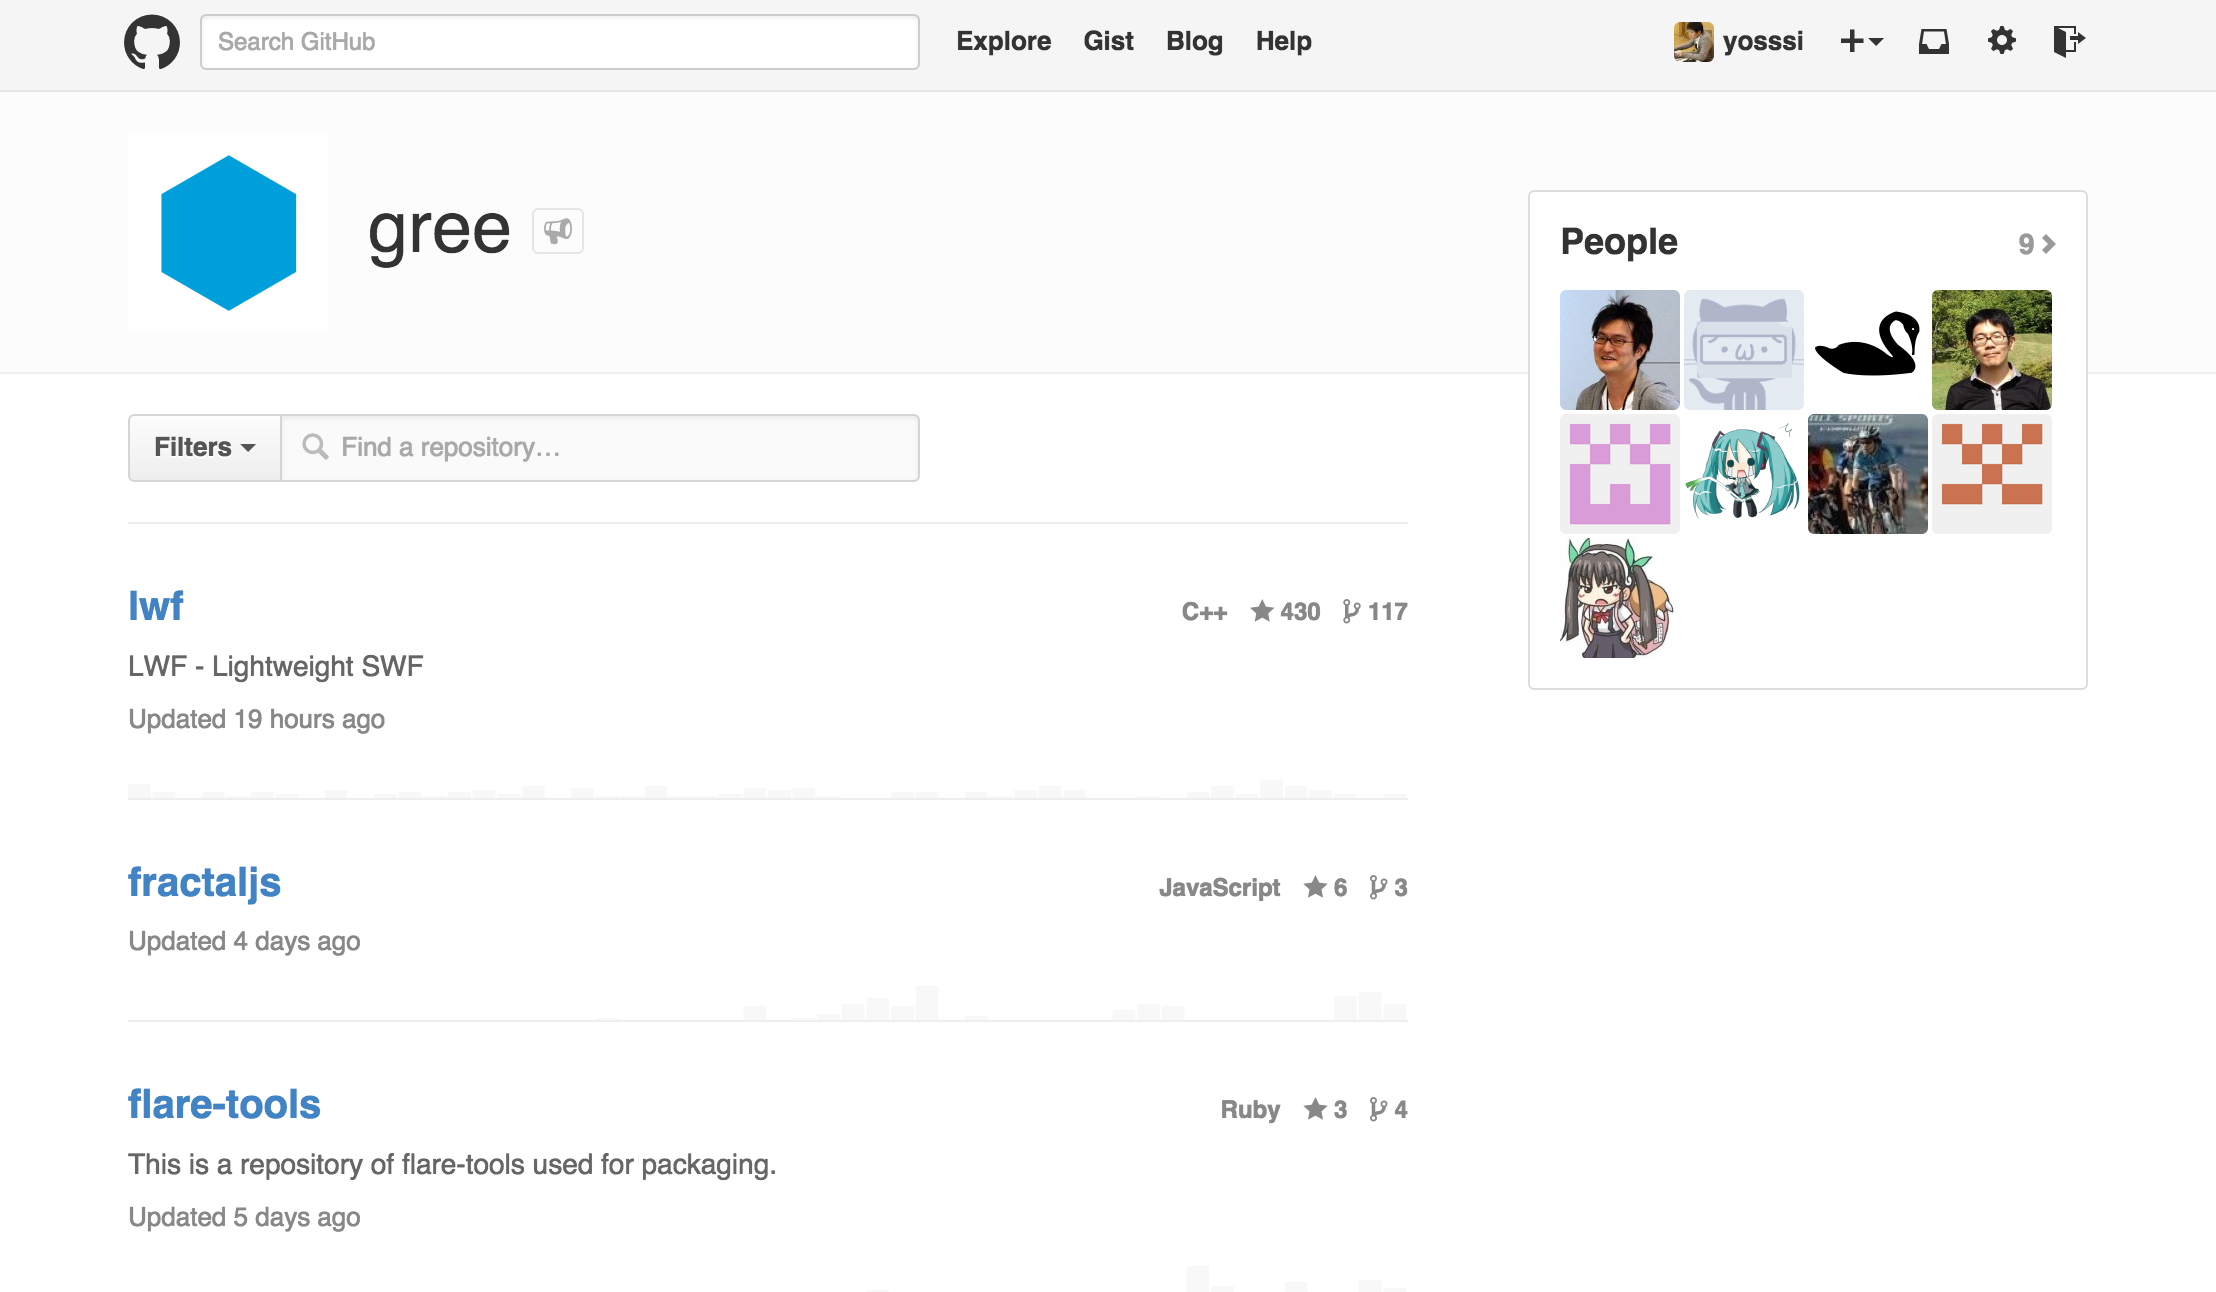 Search GitHub
Explore Gist Blog Help
yosssi
gree
People
9
Filters
Find a repository…
lwf
C++ 430 117
LWF - Lightweight SWF
Updated 19 hours ago
fractaljs
JavaScript 6 3
Updated 4 days ago
flare-tools
Ruby 3 4
This is a repository of flare-tools used for packaging.
Updated 5 days ago